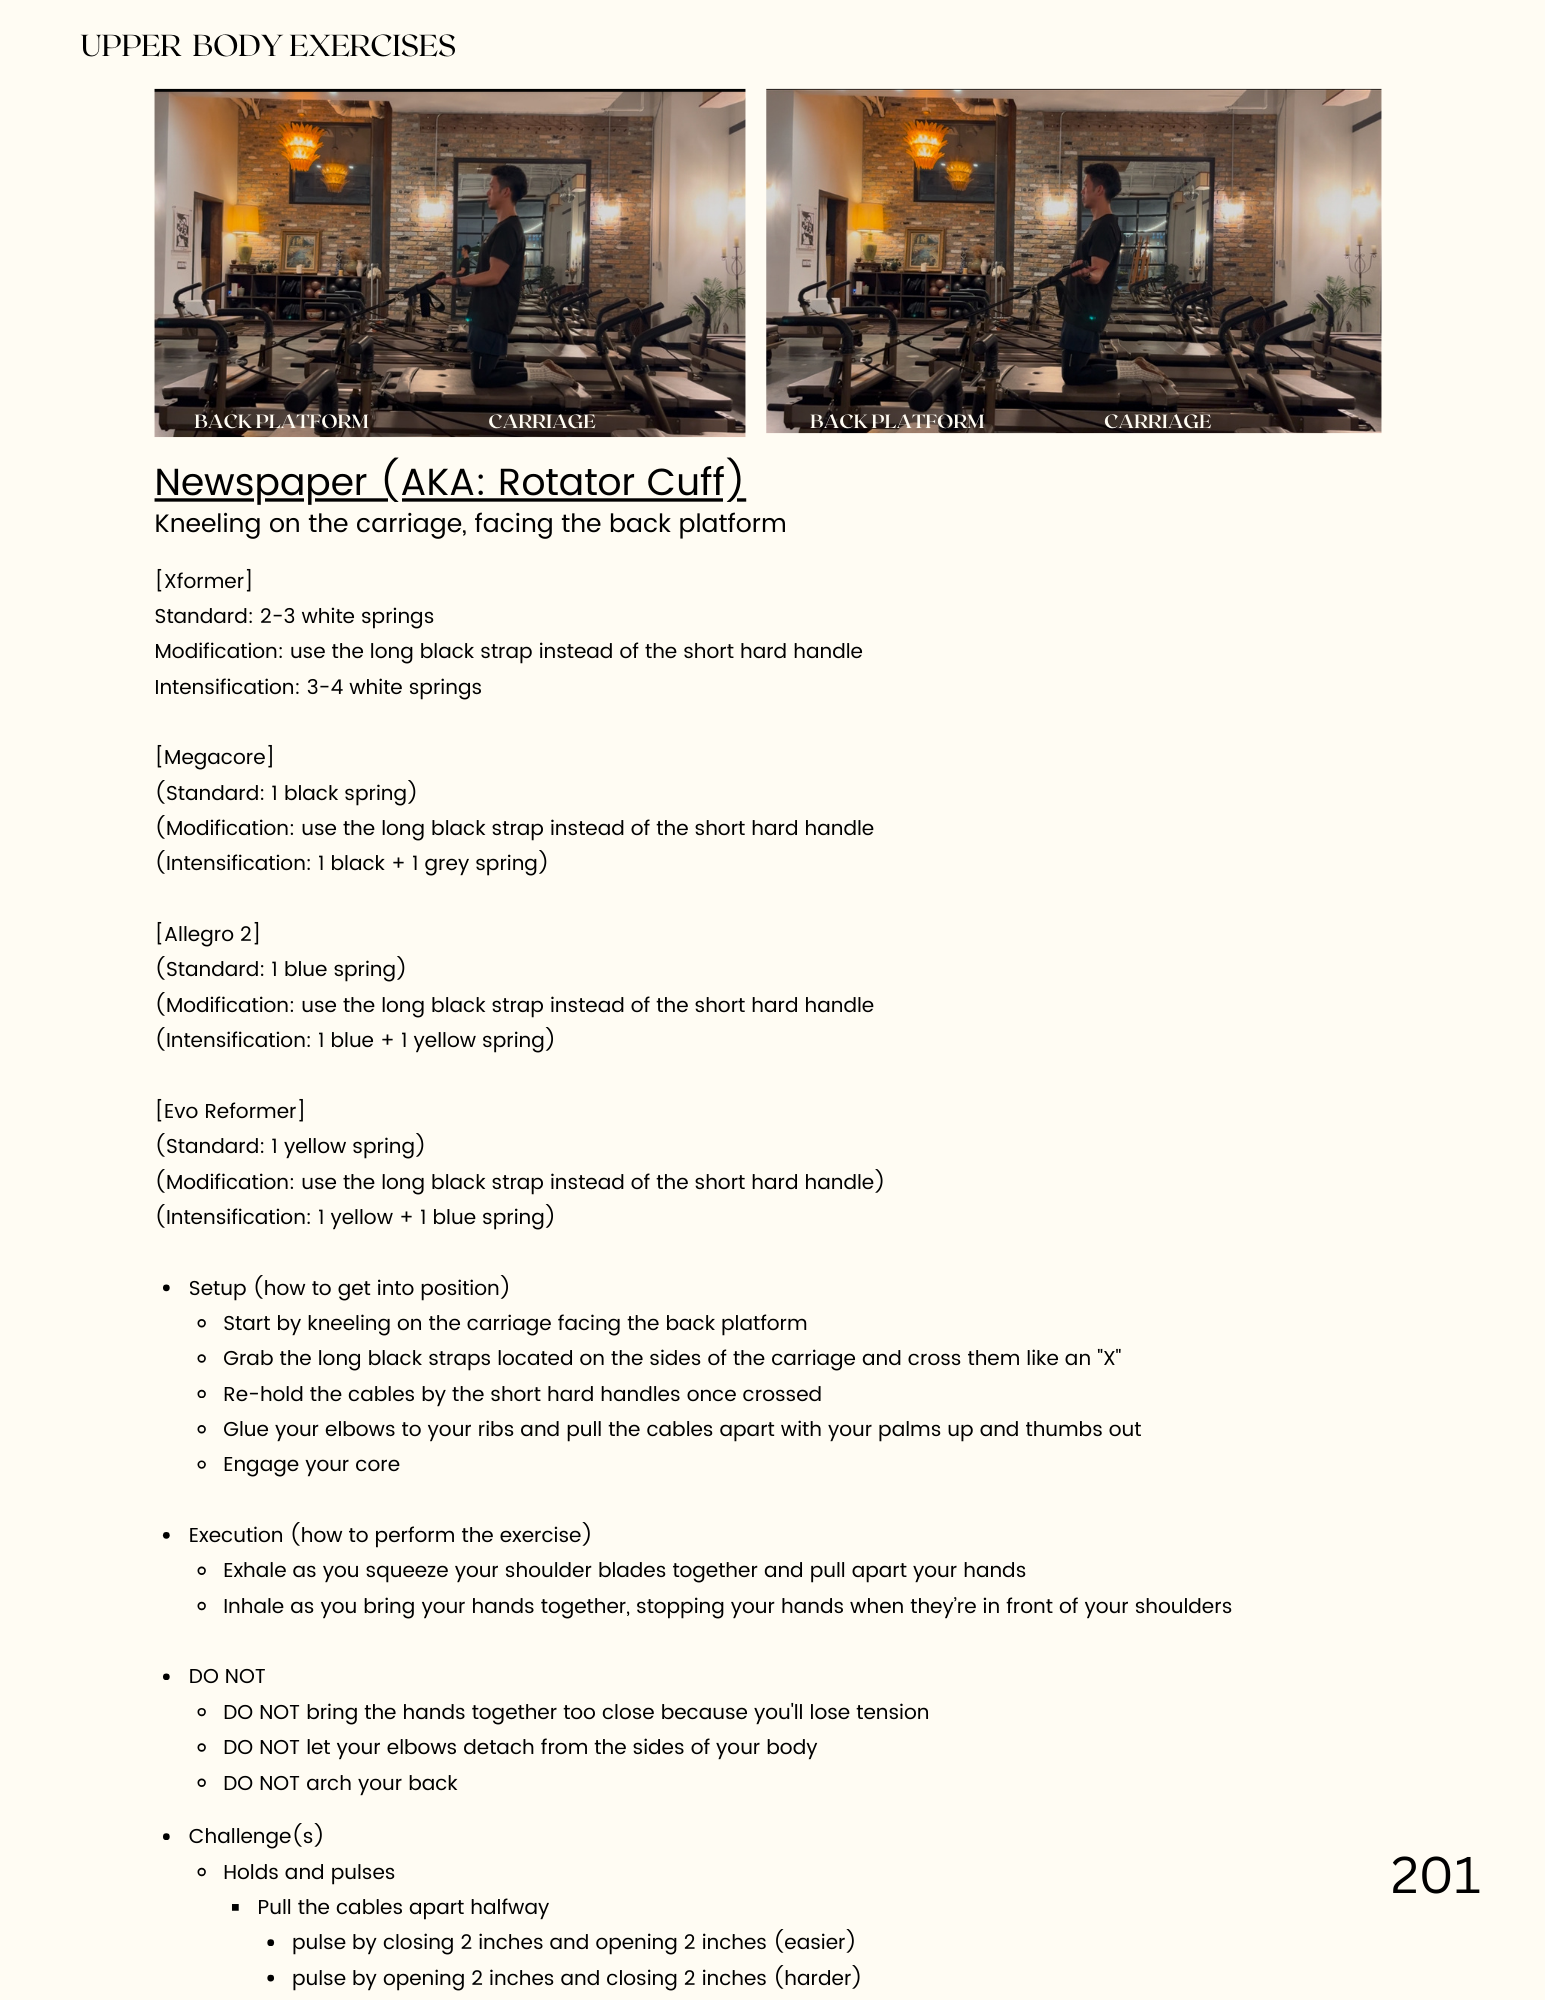 UPPER BODY EXERCISES
BACK PLATFORM CARRIAGE
BACK PLATFORM CARRIAGE
Newspaper (AKA: Rotator Cuff)
Kneeling on the carriage, facing the back platform
[Xformer]
Standard: 2-3 white springs
Modification: use the long black strap instead of the short hard handle
Intensification: 3-4 white springs
[Megacore]
(Standard: 1 black spring)
(Modification: use the long black strap instead of the short hard handle
(Intensification: 1 black + 1 grey spring)
[Allegro 2]
(Standard: 1 blue spring)
(Modification: use the long black strap instead of the short hard handle
(Intensification: 1 blue + 1 yellow spring)
[Evo Reformer]
(Standard: 1 yellow spring)
(Modification: use the long black strap instead of the short hard handle)
(Intensification: 1 yellow + 1 blue spring)
• Setup (how to get into position)
◦ Start by kneeling on the carriage facing the back platform
◦ Grab the long black straps located on the sides of the carriage and cross them like an "X"
◦ Re-hold the cables by the short hard handles once crossed
◦ Glue your elbows to your ribs and pull the cables apart with your palms up and thumbs out
◦ Engage your core
• Execution (how to perform the exercise)
◦ Exhale as you squeeze your shoulder blades together and pull apart your hands
◦ Inhale as you bring your hands together, stopping your hands when they’re in front of your shoulders
• DO NOT
◦ DO NOT bring the hands together too close because you'll lose tension
◦ DO NOT let your elbows detach from the sides of your body
◦ DO NOT arch your back
• Challenge(s)
◦ Holds and pulses
▪ Pull the cables apart halfway
• pulse by closing 2 inches and opening 2 inches (easier)
• pulse by opening 2 inches and closing 2 inches (harder)
201